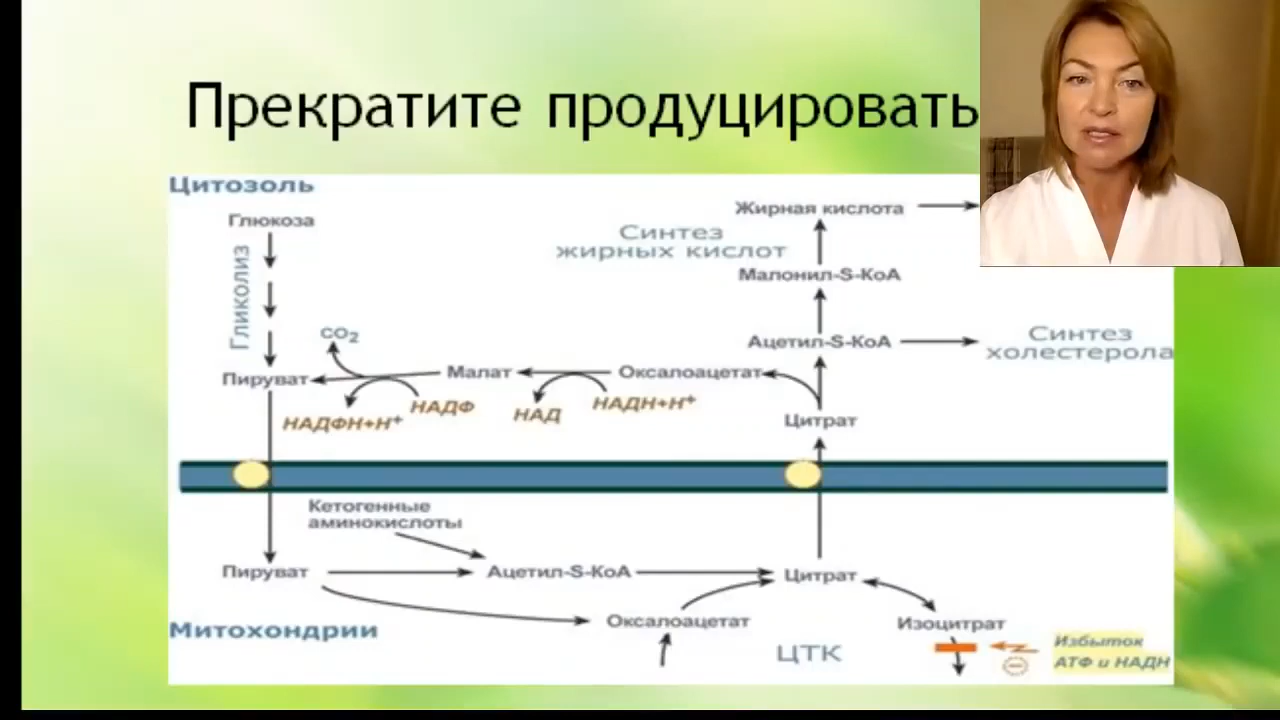 Прекратите продуцировать
Цитозоль
Глюкоза
Гликолиз
CO2
Пируват
Малат
Оксалоацетат
НАДФН+Н⁺
НАДФ
НАД
НАДН+Н⁺
Жирная кислота
Синтез
жирных кислот
Малонил-S-КоА
Ацетил-S-КоА
Синтез
холестерола
Цитрат
Кетогенные
аминокислоты
Пируват
Ацетил-S-КоА
Цитрат
Оксалоацетат
Изоцитрат
Митохондрии
ЦТК
Избыток
АТФ и НАДН